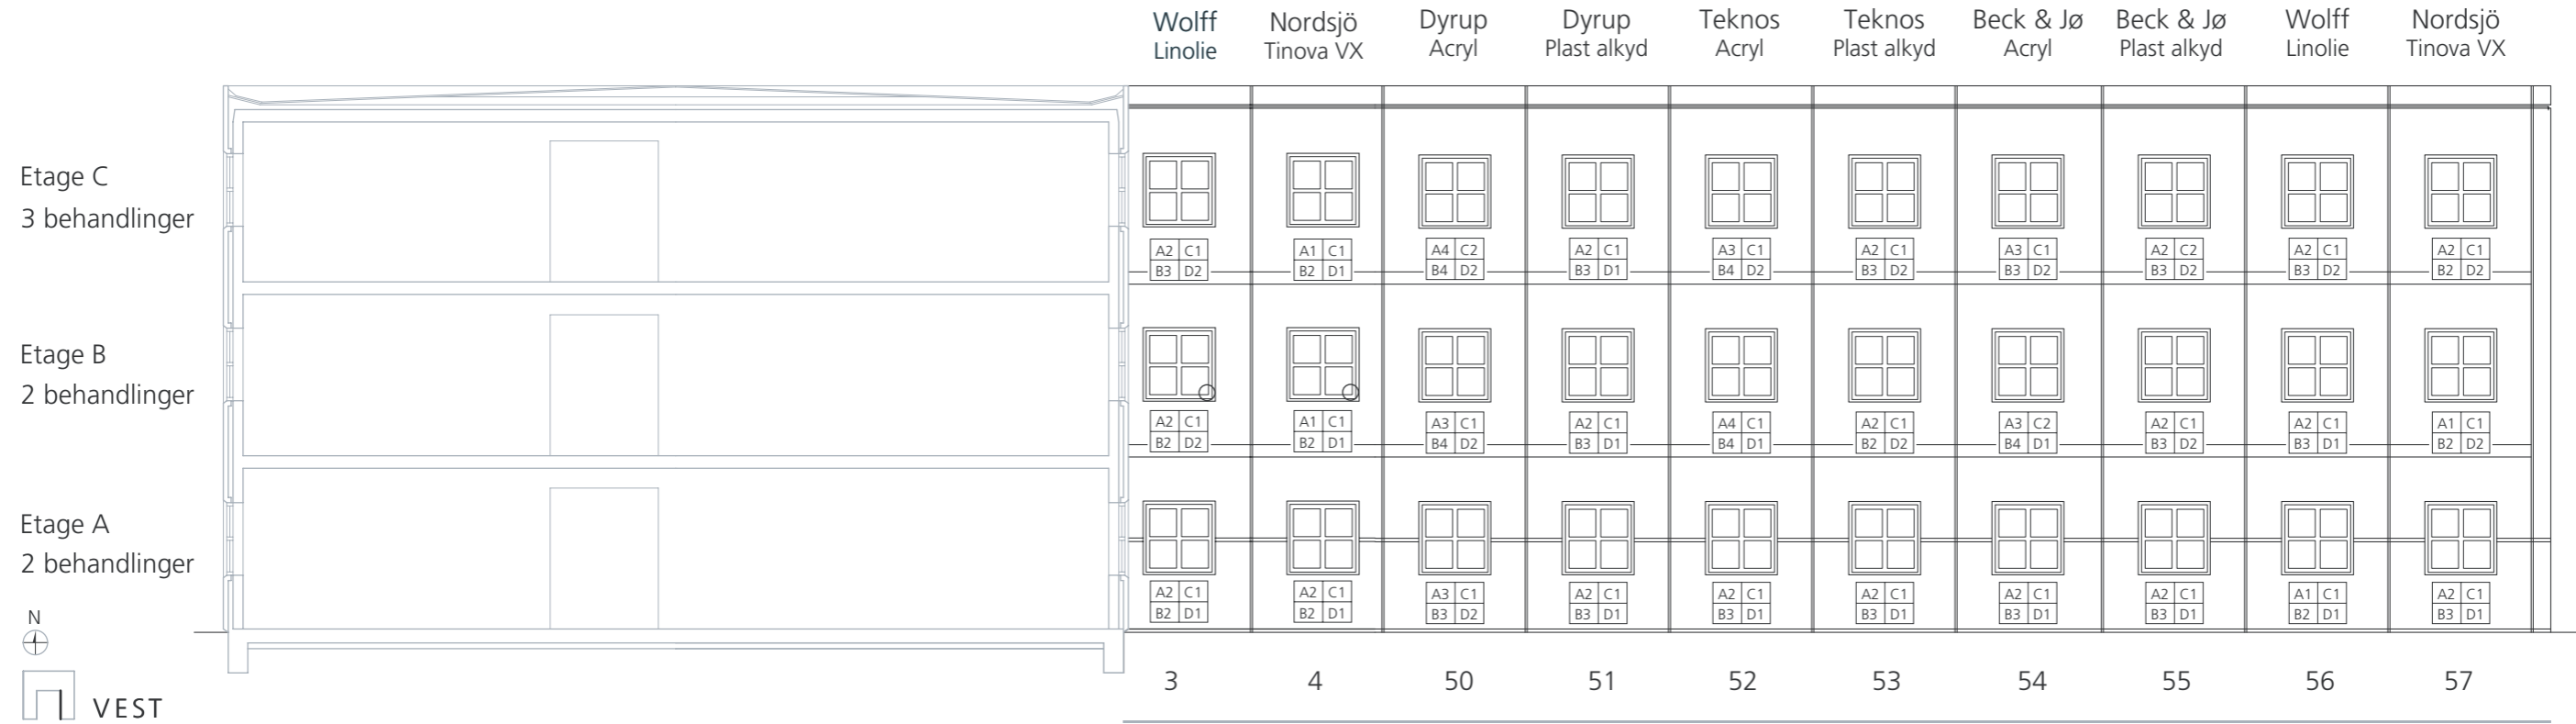 Wolff Nordsjö Dyrup Dyrup Teknos Teknos Beck & Jø Beck & Jø Wolff Nordsjö
Linolie Tinova VX Acryl Plast alkyd Acryl Plast alkyd Acryl Plast alkyd Linolie Tinova VX
Etage C
3 behandlinger
A2 C1 A1 C1 A4 C2 A2 C1 A3 C1 A2 C1 A3 C1 A2 C2 A2 C1 A2 C1
B3 D2 B2 D1 B4 D2 B3 D1 B4 D2 B3 D2 B3 D2 B3 D2 B3 D2 B2 D2
Etage B
2 behandlinger
A2 C1 A1 C1 A3 C1 A2 C1 A4 C1 A2 C1 A3 C2 A2 C1 A2 C1 A1 C1
B2 D2 B2 D1 B4 D2 B3 D1 B4 D1 B2 D2 B4 D1 B3 D2 B3 D1 B2 D2
Etage A
2 behandlinger
A2 C1 A2 C1 A3 C1 A2 C1 A2 C1 A2 C1 A2 C1 A2 C1 A1 C1 A2 C1
B2 D1 B2 D1 B3 D2 B3 D1 B3 D1 B3 D1 B3 D1 B3 D1 B2 D1 B3 D1
N
3 4 50 51 52 53 54 55 56 57
VEST